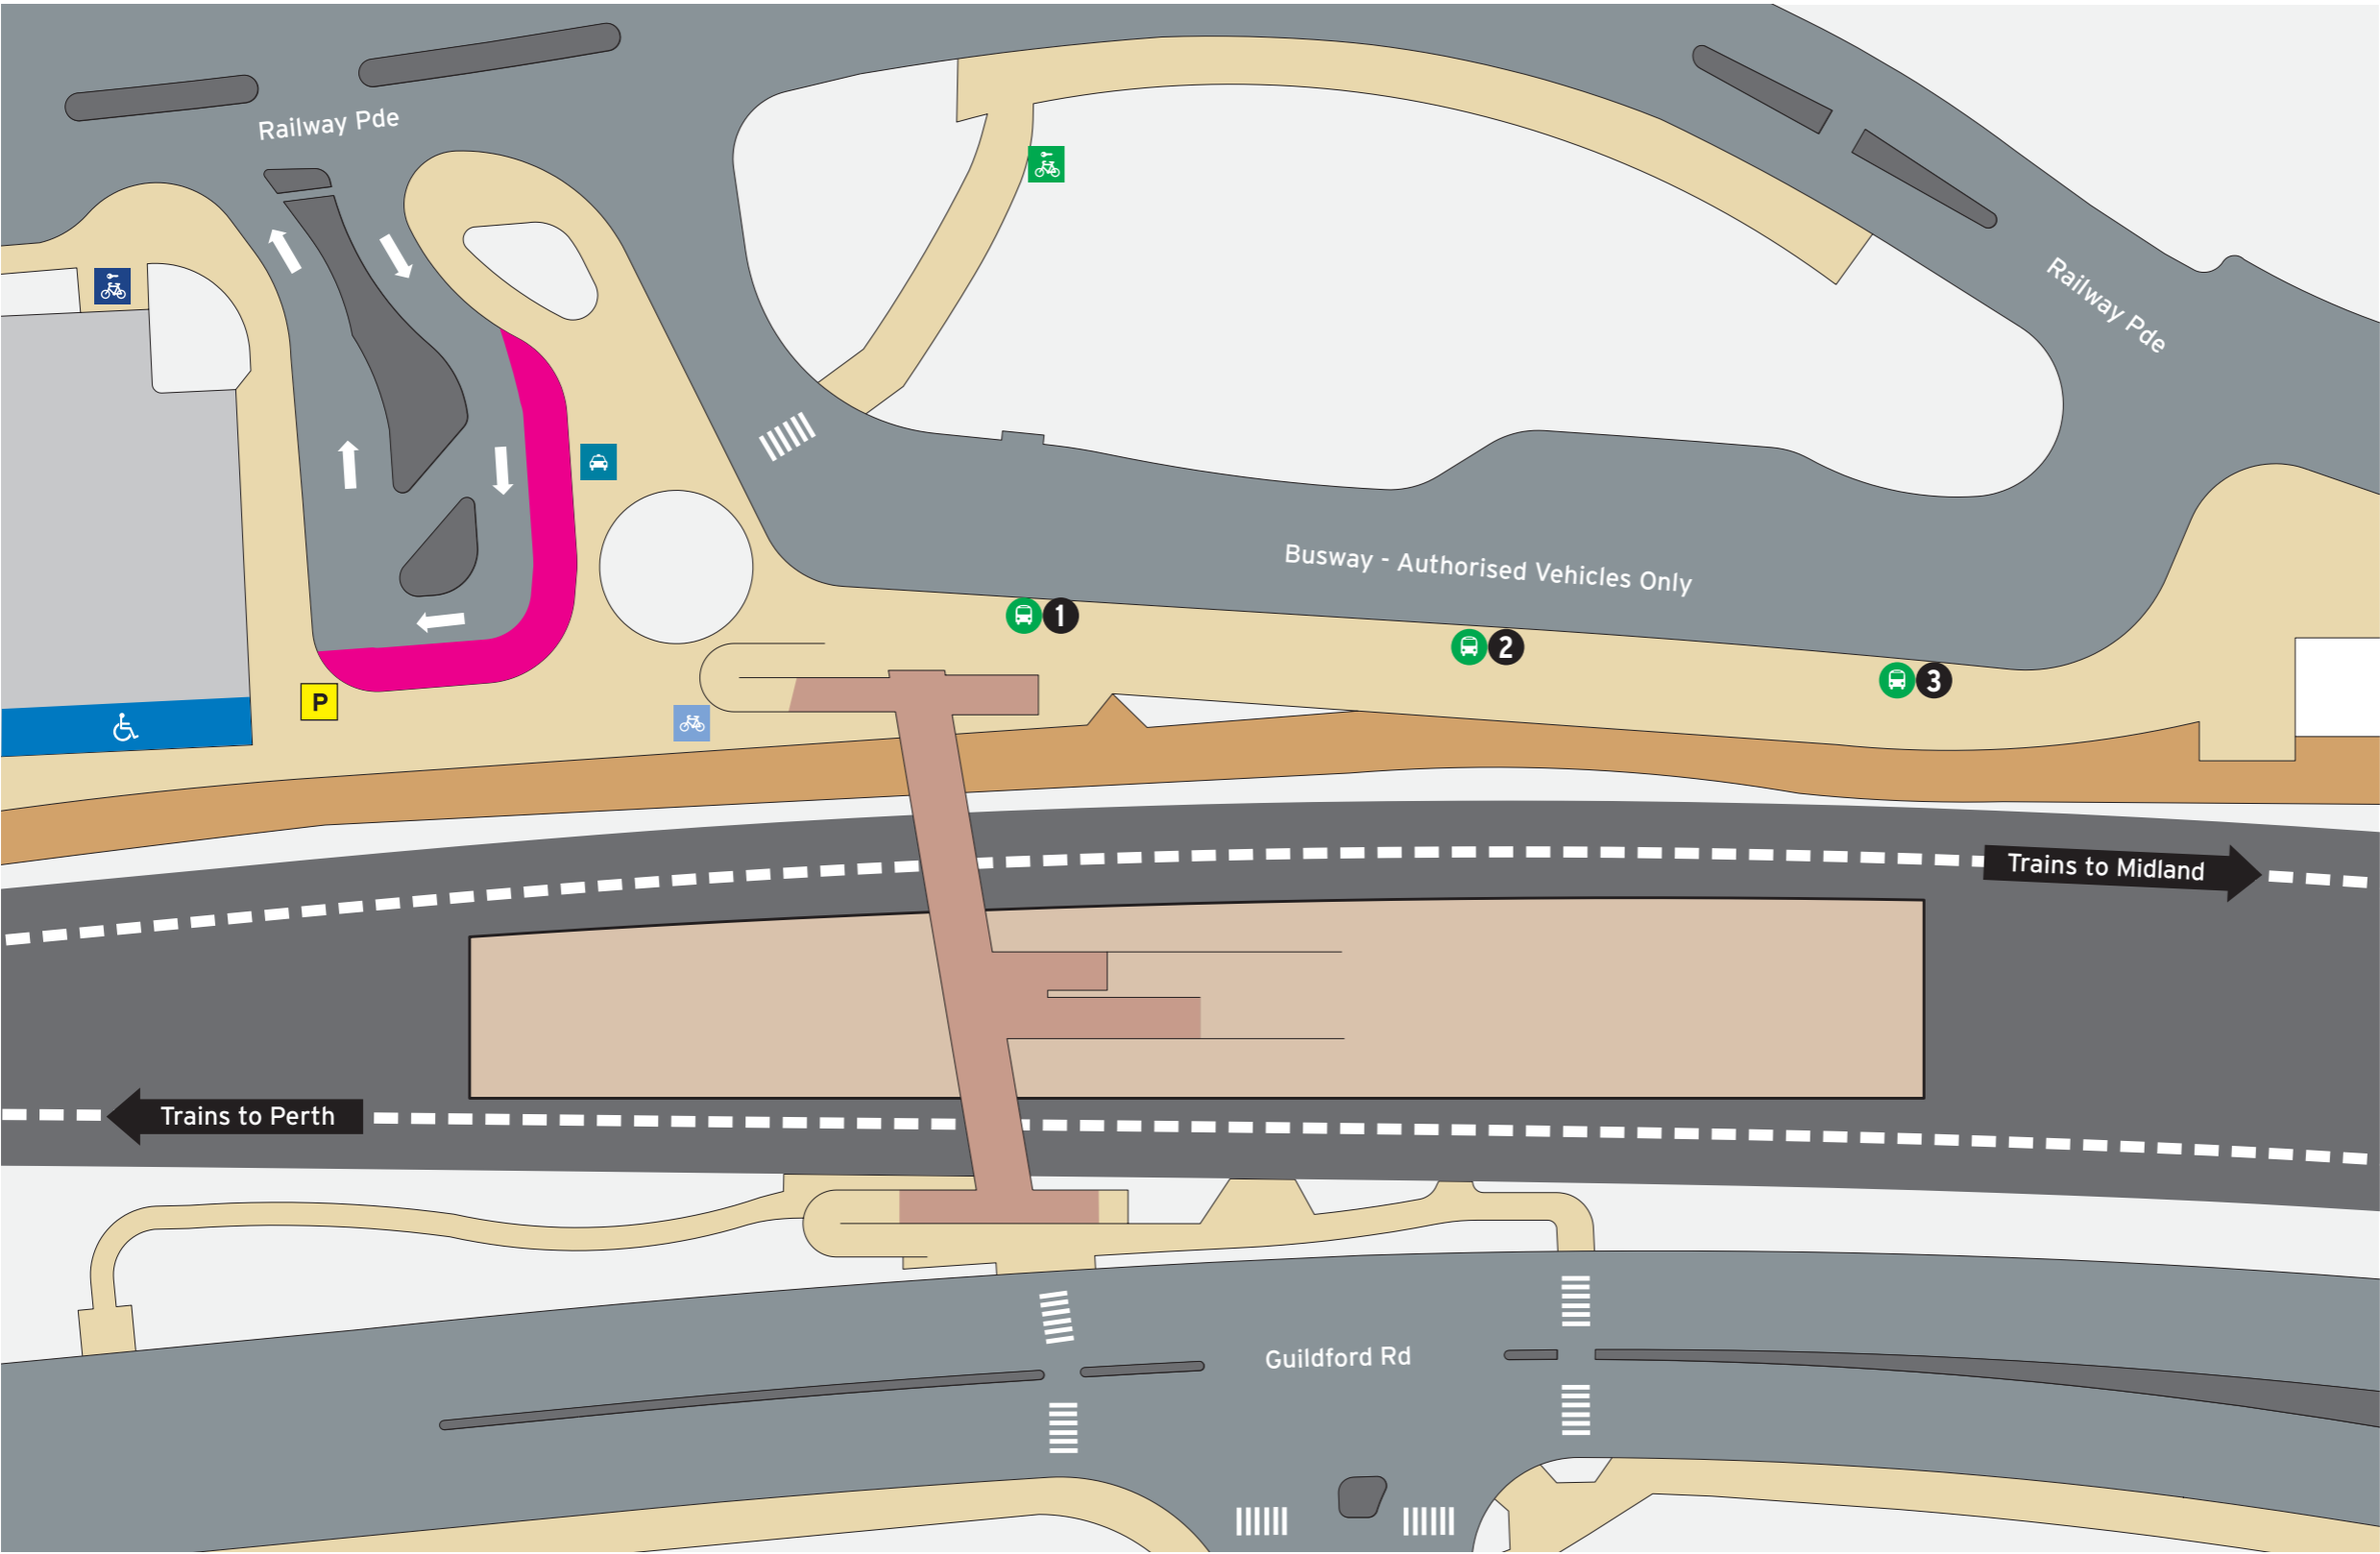 Railway Pde
Railway Pde
Busway - Authorised Vehicles Only
1
2
3
P
Trains to Midland
Trains to Perth
Guildford Rd